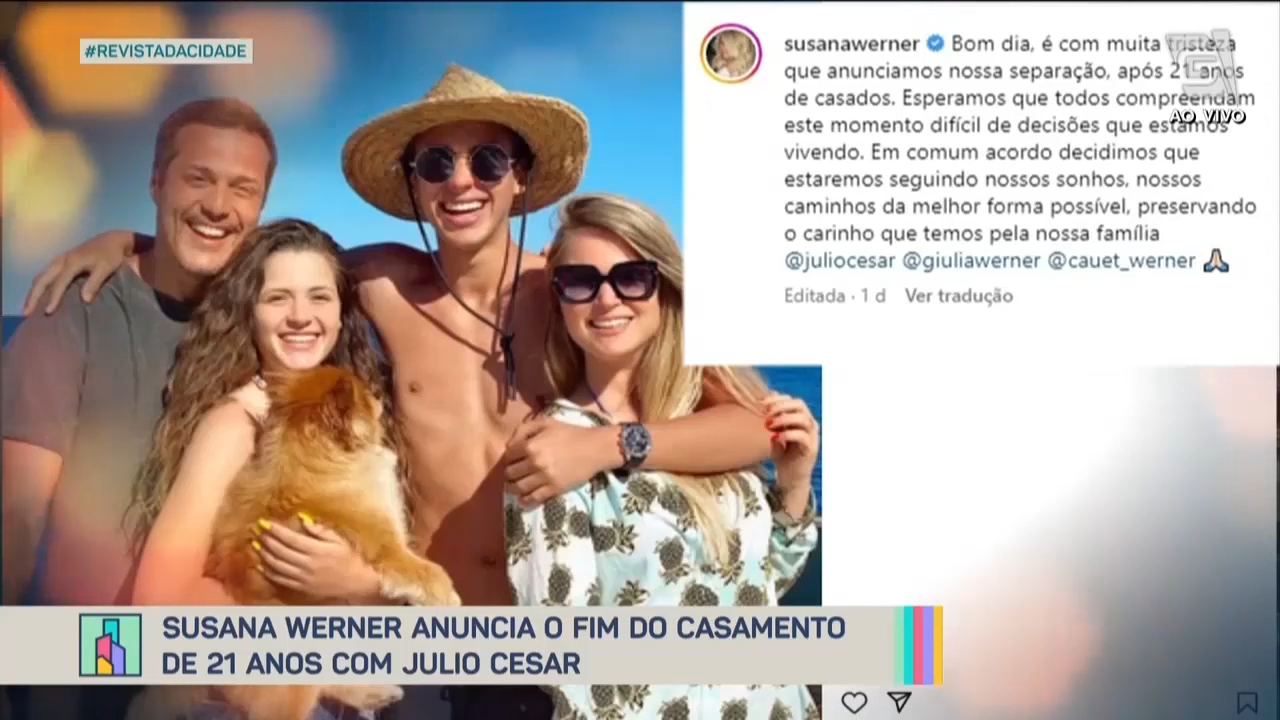 #REVISTADACIDADE
susanawerner Bom dia, é com muita tristeza
que anunciamos nossa separação, após 21 anos
de casados. Esperamos que todos compreendam
este momento difícil de decisões que estamos
vivendo. Em comum acordo decidimos que
estaremos seguindo nossos sonhos, nossos
caminhos da melhor forma possível, preservando
o carinho que temos pela nossa família
@juliocesar @giuliawerner @cauet_werner 🙏🏻
Editada · 1 d Ver tradução
AO VIVO
SUSANA WERNER ANUNCIA O FIM DO CASAMENTO
DE 21 ANOS COM JULIO CESAR